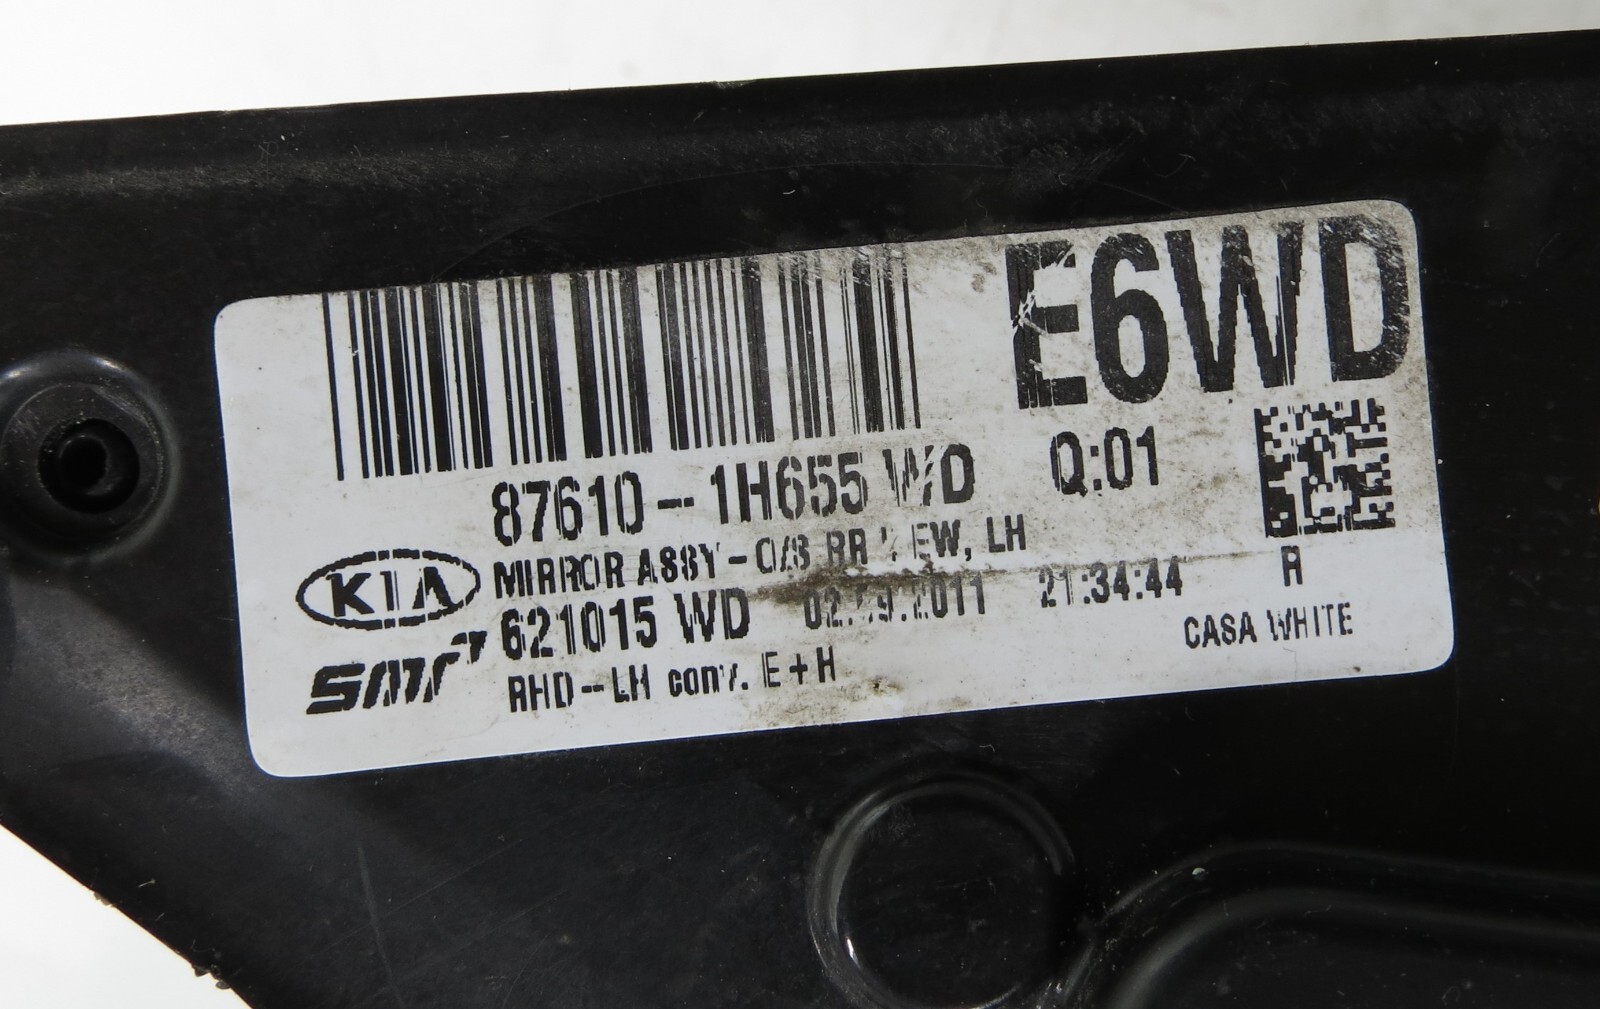 E6WD
87610-1H655 WD Q:01
KIA MIRROR ASSY-O/S RR LH R
SMR 621015 WD 21:34:44 CASA WHITE
RHD-LH conv. E+H